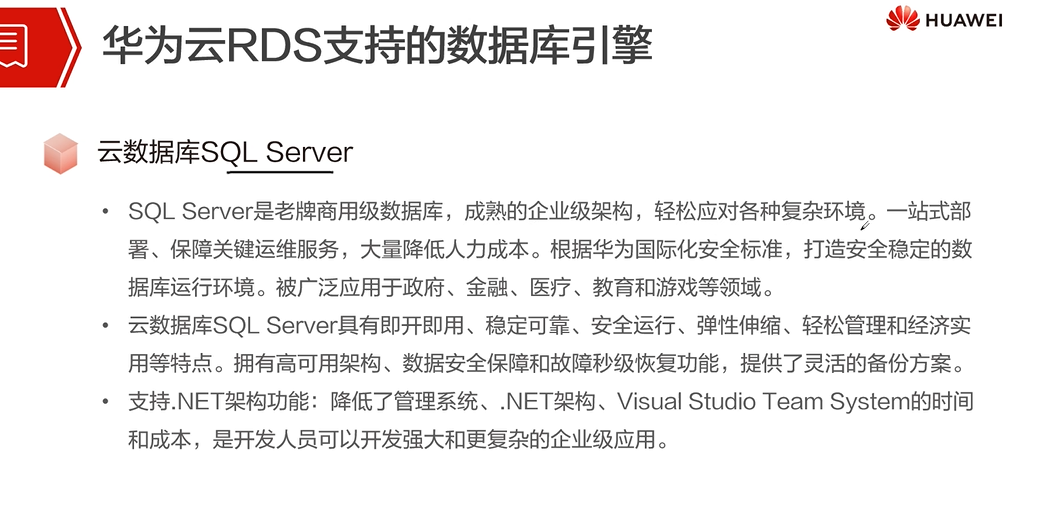 华为云RDS支持的数据库引擎
HUAWEI
云数据库SQL Server
• SQL Server是老牌商用级数据库，成熟的企业级架构，轻松应对各种复杂环境。一站式部
署、保障关键运维服务，大量降低人力成本。根据华为国际化安全标准，打造安全稳定的数
据库运行环境。被广泛应用于政府、金融、医疗、教育和游戏等领域。
• 云数据库SQL Server具有即开即用、稳定可靠、安全运行、弹性伸缩、轻松管理和经济实
用等特点。拥有高可用架构、数据安全保障和故障秒级恢复功能，提供了灵活的备份方案。
• 支持.NET架构功能：降低了管理系统、.NET架构、Visual Studio Team System的时间
和成本，是开发人员可以开发强大和更复杂的企业级应用。